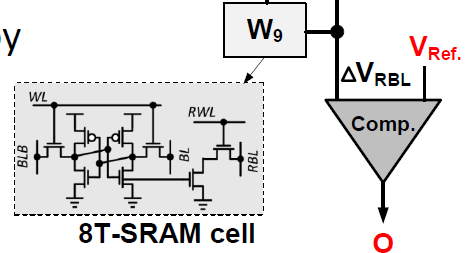 W9
VRef.
ΔVRBL
WL
RWL
Comp.
BLB
BL
RBL
8T-SRAM cell
O